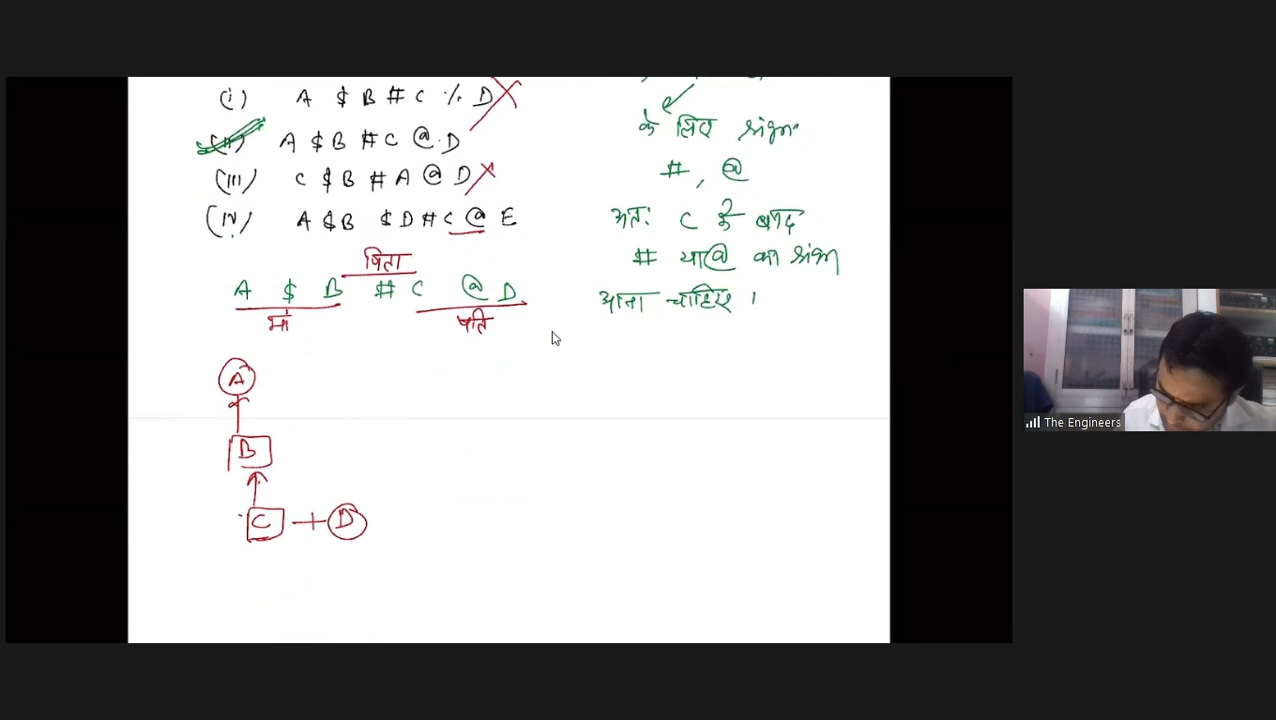 (i) A $ B # C % D
(ii) A $ B # C @ D
(iii) C $ B # A @ D
(iv) A $ B $ D # C @ E
पिता
A $ B # C @ D
मां पति
A
B
C + D
के लिए
#, @
अतः C के बाद
# या @ का
आना चाहिए ।
The Engineers